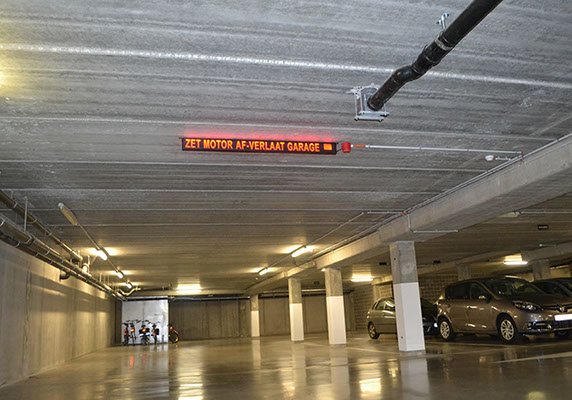 ZET MOTOR AF-VERLAAT GARAGE